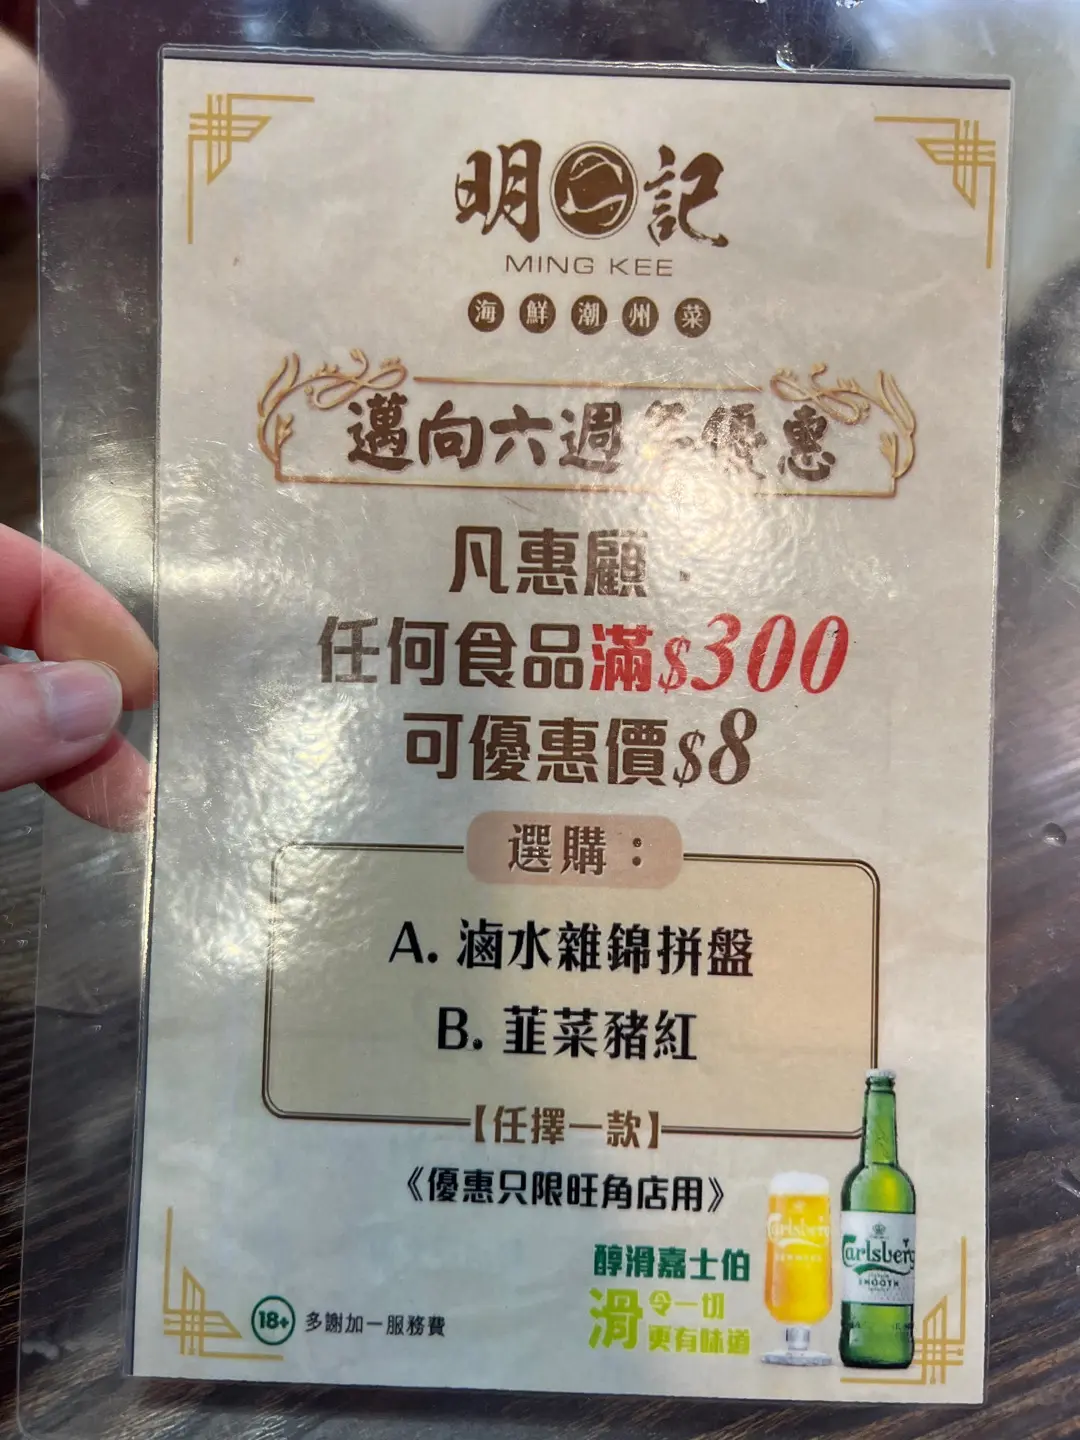 明記
MING KEE
海鮮潮州菜
邁向六週年優惠
凡惠顧
任何食品滿$300
可優惠價$8
選購：
A. 滷水雜錦拼盤
B. 韮菜豬紅
【任擇一款】
《優惠只限旺角店用》
醇滑嘉士伯
滑令一切
更有味道
18+ 多謝加一服務費
Carlsberg
Carlsberg
SMOOTH